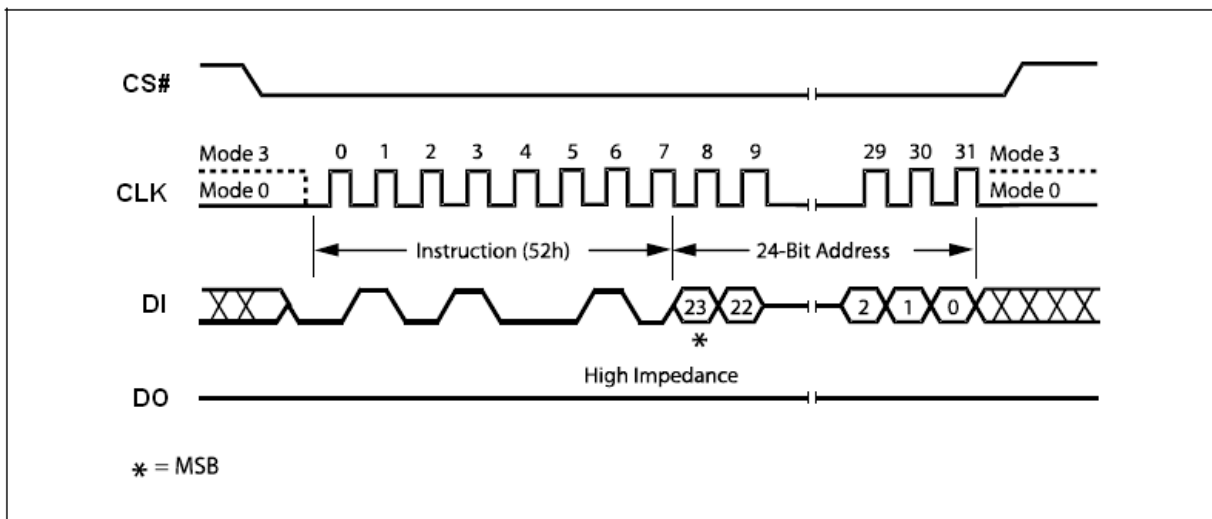 CS#
Mode 3 0 1 2 3 4 5 6 7 8 9 29 30 31 Mode 3
CLK Mode 0 Mode 0
Instruction (52h) 24-Bit Address
DI 23 22 2 1 0
*
High Impedance
DO
* = MSB